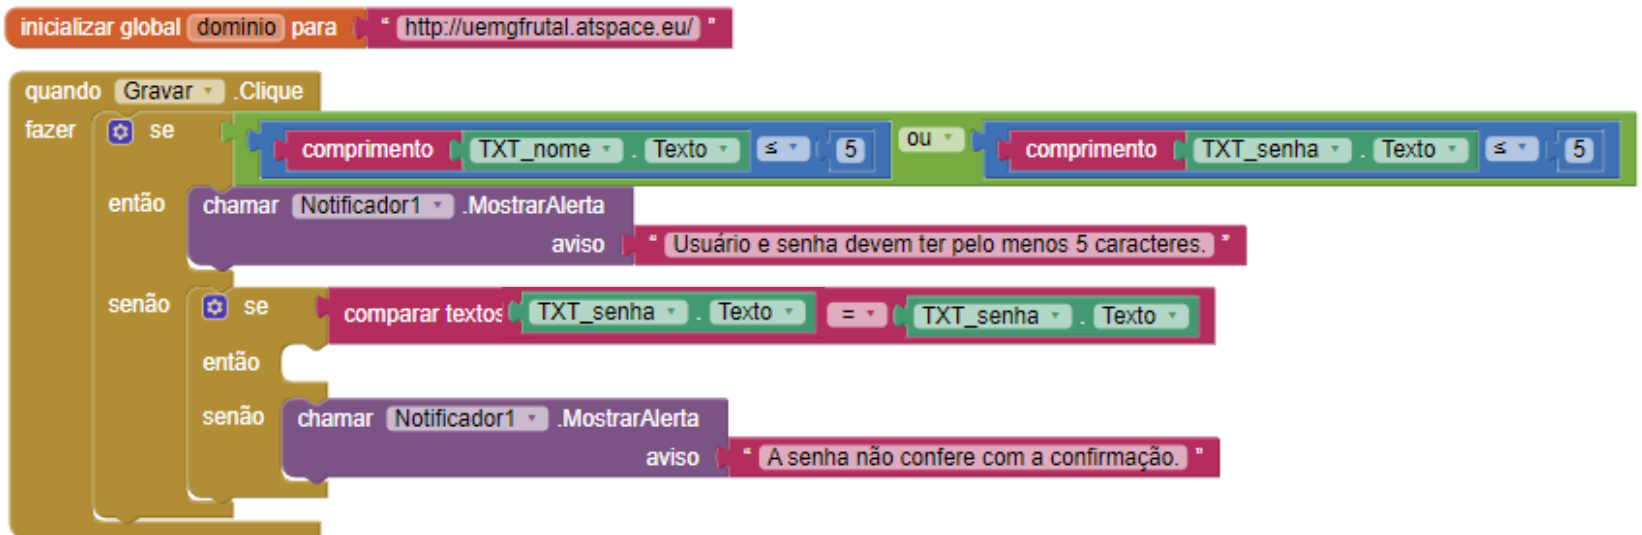 inicializar global dominio para " http://uemgfrutal.atspace.eu/ "
quando Gravar .Clique
fazer se comprimento TXT_nome . Texto ≤ 5 ou comprimento TXT_senha . Texto ≤ 5
então chamar Notificador1 .MostrarAlerta
aviso " Usuário e senha devem ter pelo menos 5 caracteres. "
senão se comparar textos TXT_senha . Texto = TXT_senha . Texto
então
senão chamar Notificador1 .MostrarAlerta
aviso " A senha não confere com a confirmação. "